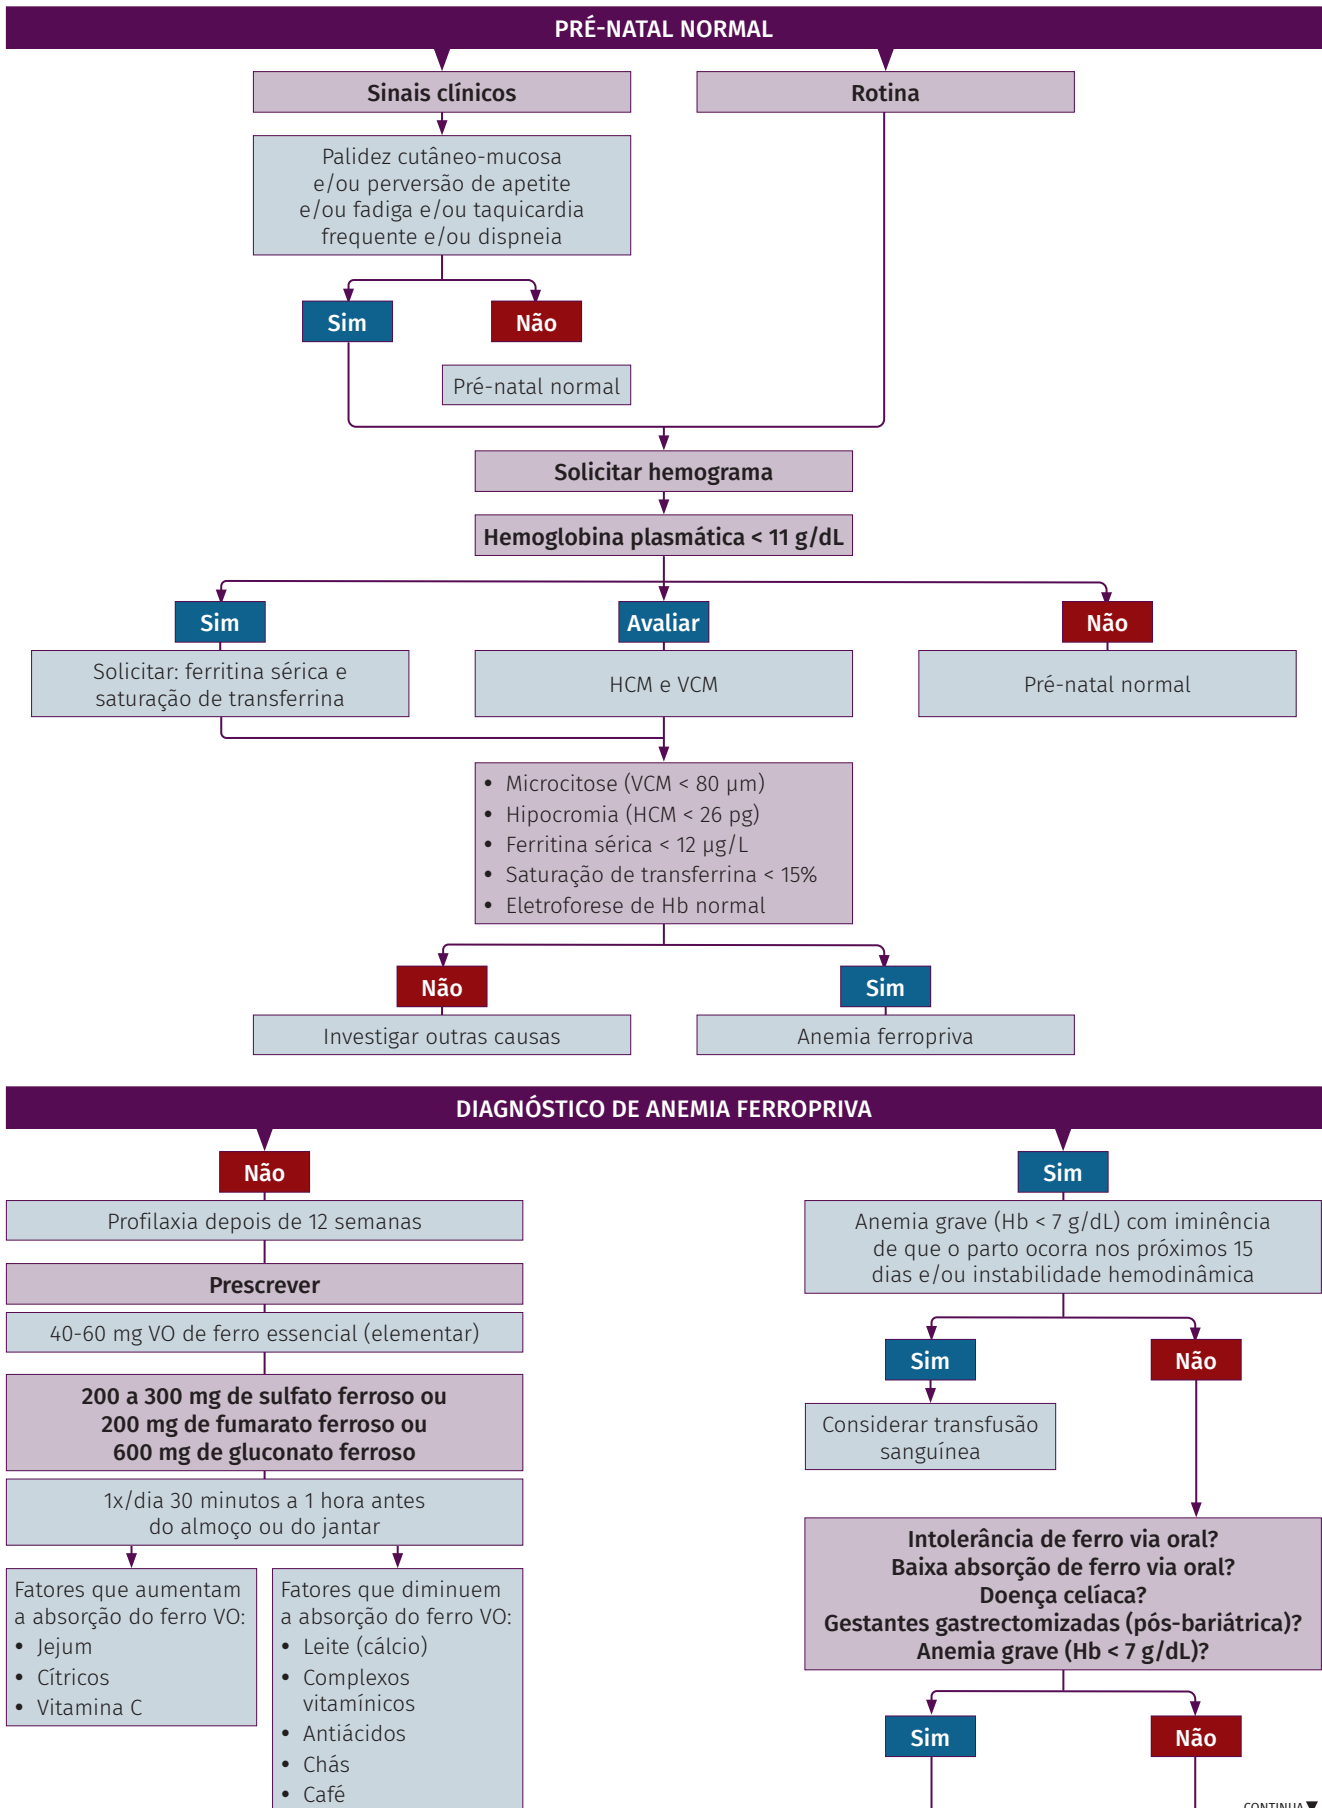 PRÉ-NATAL NORMAL
Sinais clínicos
Rotina
Palidez cutâneo-mucosa
e/ou perversão de apetite
e/ou fadiga e/ou taquicardia
frequente e/ou dispneia
Sim
Não
Pré-natal normal
Solicitar hemograma
Hemoglobina plasmática < 11 g/dL
Sim
Avaliar
Não
Solicitar: ferritina sérica e
saturação de transferrina
HCM e VCM
Pré-natal normal
• Microcitose (VCM < 80 µm)
• Hipocromia (HCM < 26 pg)
• Ferritina sérica < 12 µg/L
• Saturação de transferrina < 15%
• Eletroforese de Hb normal
Não
Sim
Investigar outras causas
Anemia ferropriva
DIAGNÓSTICO DE ANEMIA FERROPRIVA
Não
Profilaxia depois de 12 semanas
Prescrever
40-60 mg VO de ferro essencial (elementar)
200 a 300 mg de sulfato ferroso ou
200 mg de fumarato ferroso ou
600 mg de gluconato ferroso
1x/dia 30 minutos a 1 hora antes
do almoço ou do jantar
Fatores que aumentam
a absorção do ferro VO:
• Jejum
• Cítricos
• Vitamina C
Fatores que diminuem
a absorção do ferro VO:
• Leite (cálcio)
• Complexos
vitamínicos
• Antiácidos
• Chás
• Café
Sim
Anemia grave (Hb < 7 g/dL) com iminência
de que o parto ocorra nos próximos 15
dias e/ou instabilidade hemodinâmica
Sim
Não
Considerar transfusão
sanguínea
Intolerância de ferro via oral?
Baixa absorção de ferro via oral?
Doença celíaca?
Gestantes gastrectomizadas (pós-bariátrica)?
Anemia grave (Hb < 7 g/dL)?
Sim
Não
CONTINUA▼